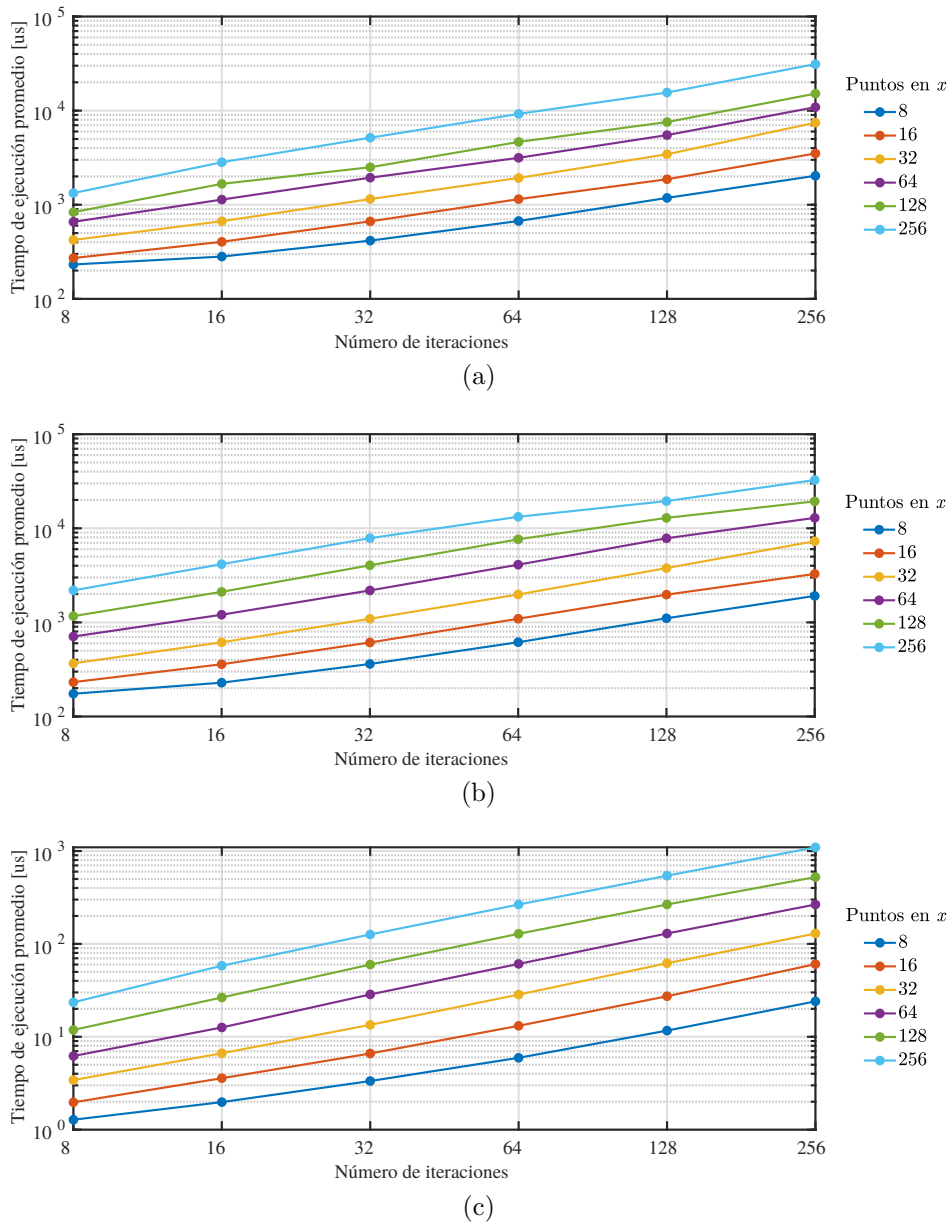 Tiempo de ejecución promedio [us]
10^5
10^4
10^3
10^2
8 16 32 64 128 256
Número de iteraciones
Puntos en x
8
16
32
64
128
256
(a)
Tiempo de ejecución promedio [us]
10^5
10^4
10^3
10^2
8 16 32 64 128 256
Número de iteraciones
Puntos en x
8
16
32
64
128
256
(b)
Tiempo de ejecución promedio [us]
10^3
10^2
10^1
10^0
8 16 32 64 128 256
Número de iteraciones
Puntos en x
8
16
32
64
128
256
(c)